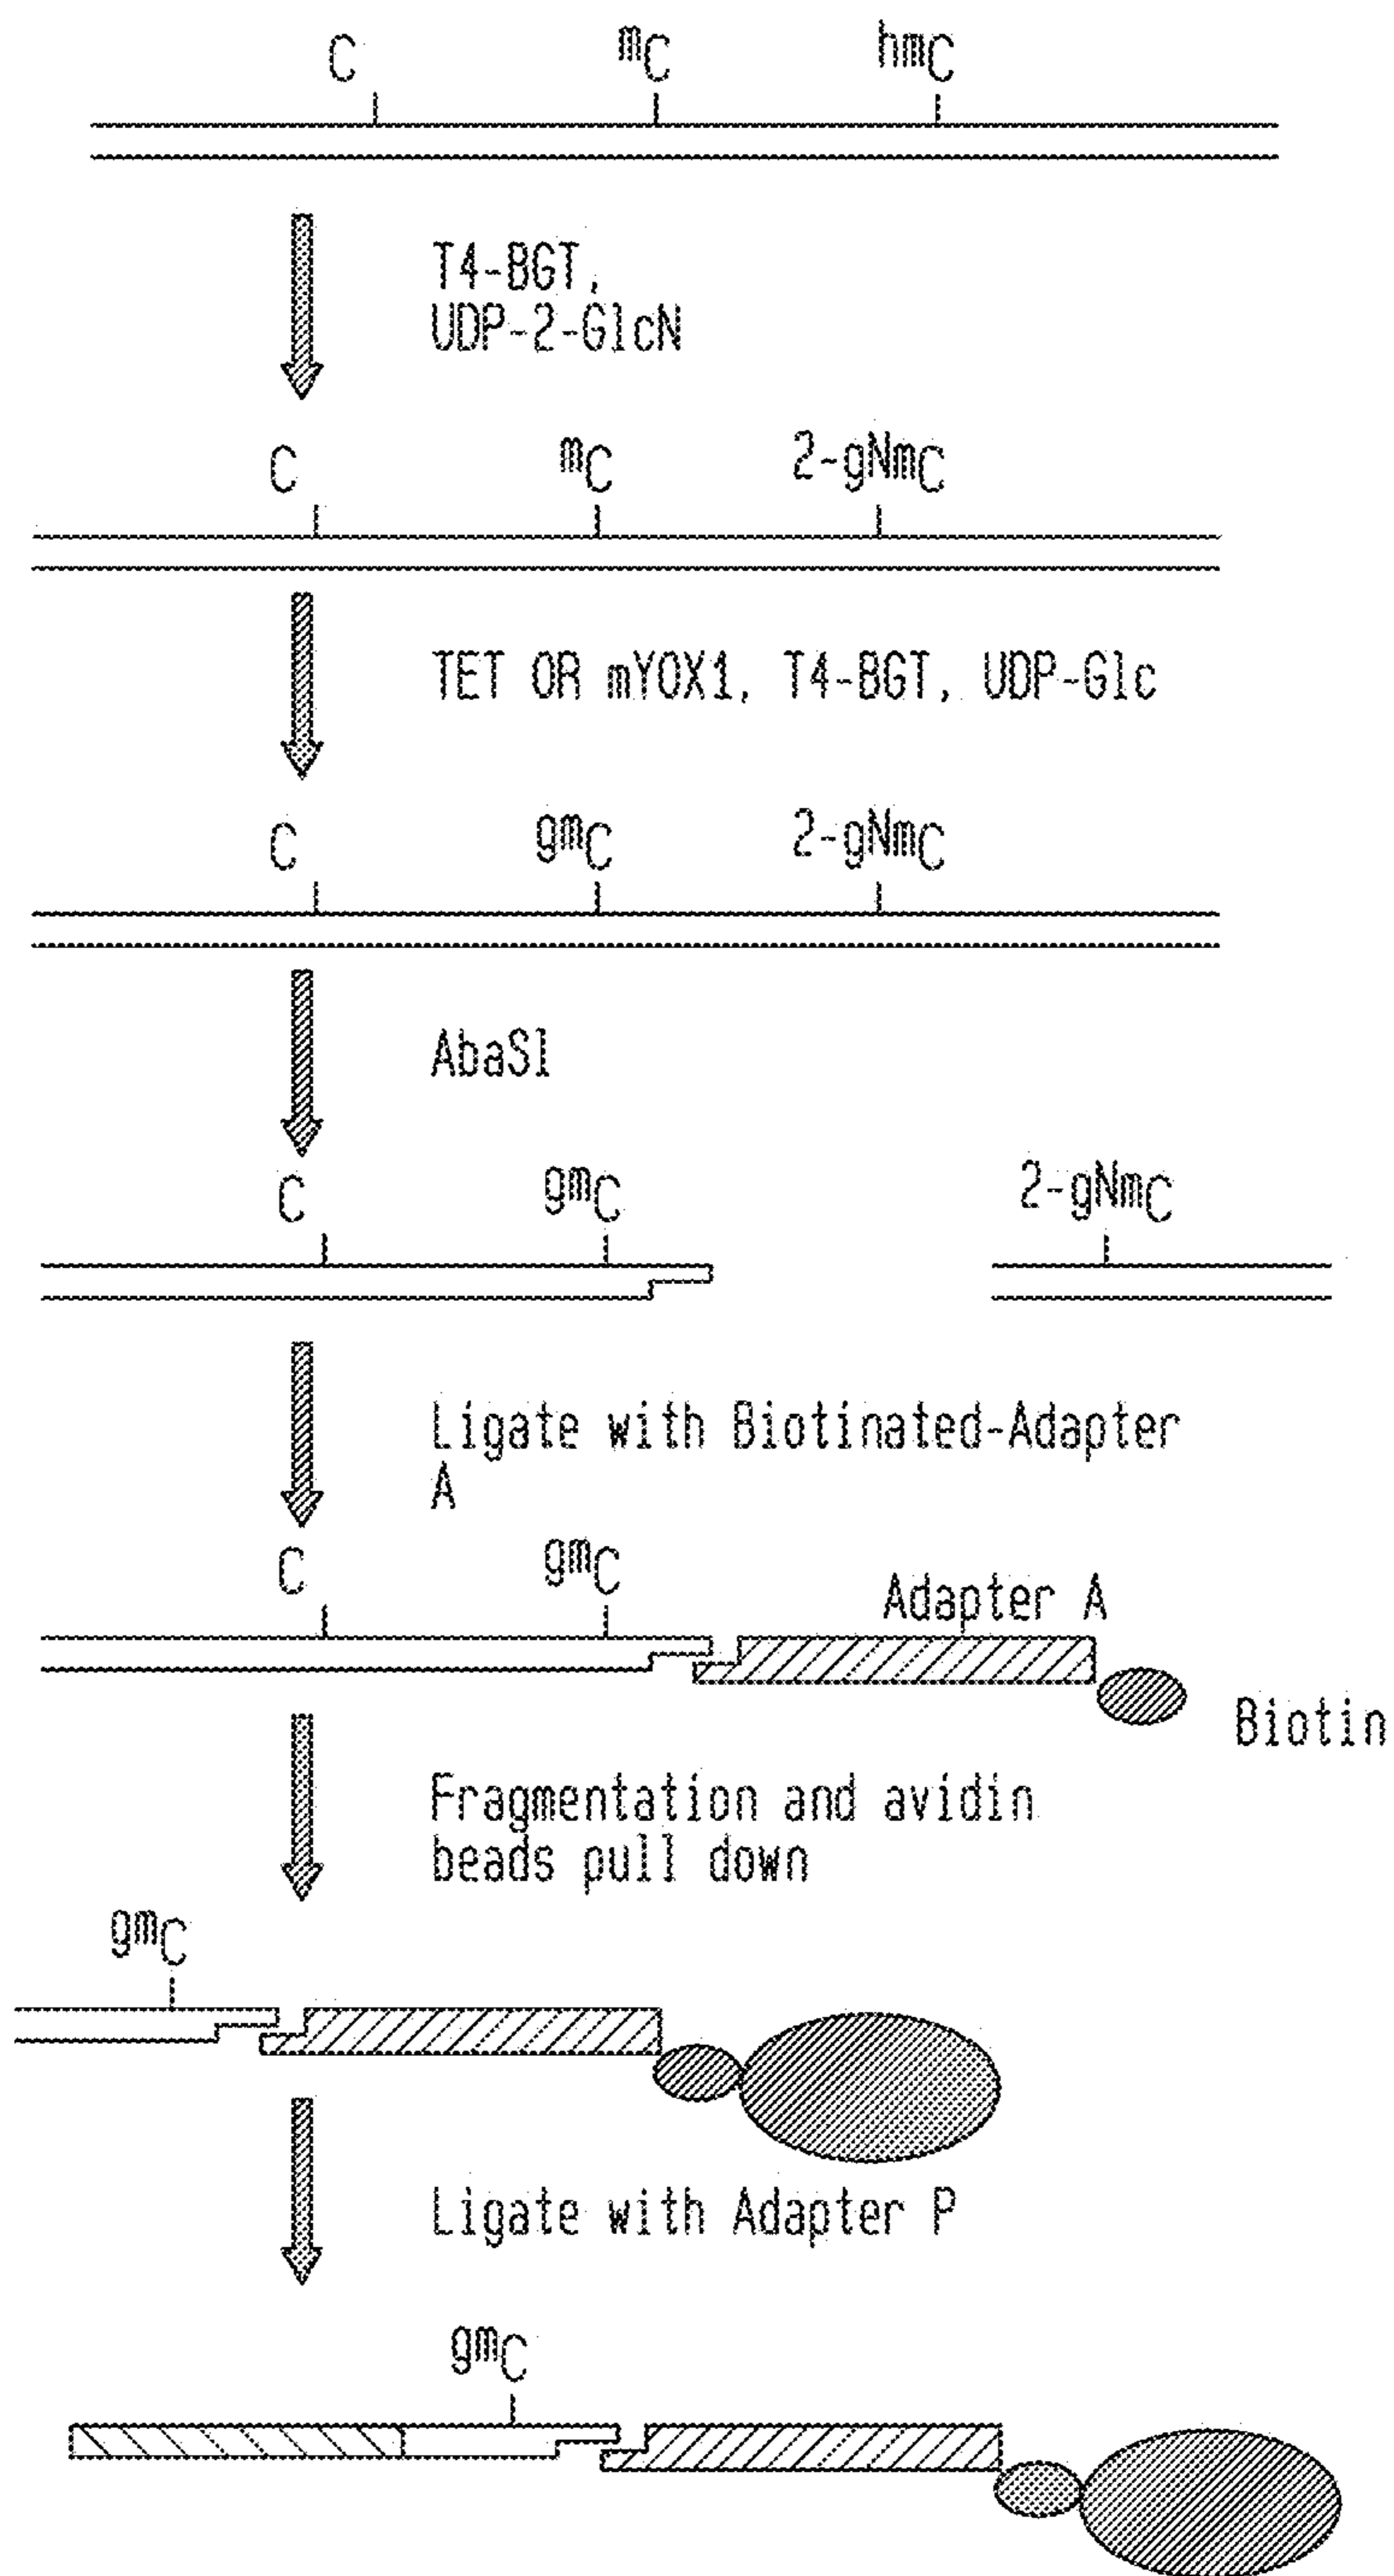 C mC hmC
T4-BGT,
UDP-2-GlcN
C mC 2-gNmC
TET OR mYOX1, T4-BGT, UDP-Glc
C gmC 2-gNmC
AbaSl
C gmC 2-gNmC
Ligate with Biotinated-Adapter
A
C gmC
Adapter A
Biotin
Fragmentation and avidin
beads pull down
gmC
Ligate with Adapter P
gmC